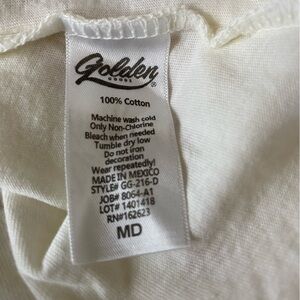 Golden
GOODS
®
100% Cotton
Machine wash cold
Only Non-Chlorine
Bleach when needed
Tumble dry low
Do not iron
decoration
Wear repeatedly!
MADE IN MEXICO
STYLE# GG-216-D
JOB# 8064-A1
LOT# 1401418
RN#162623
MD